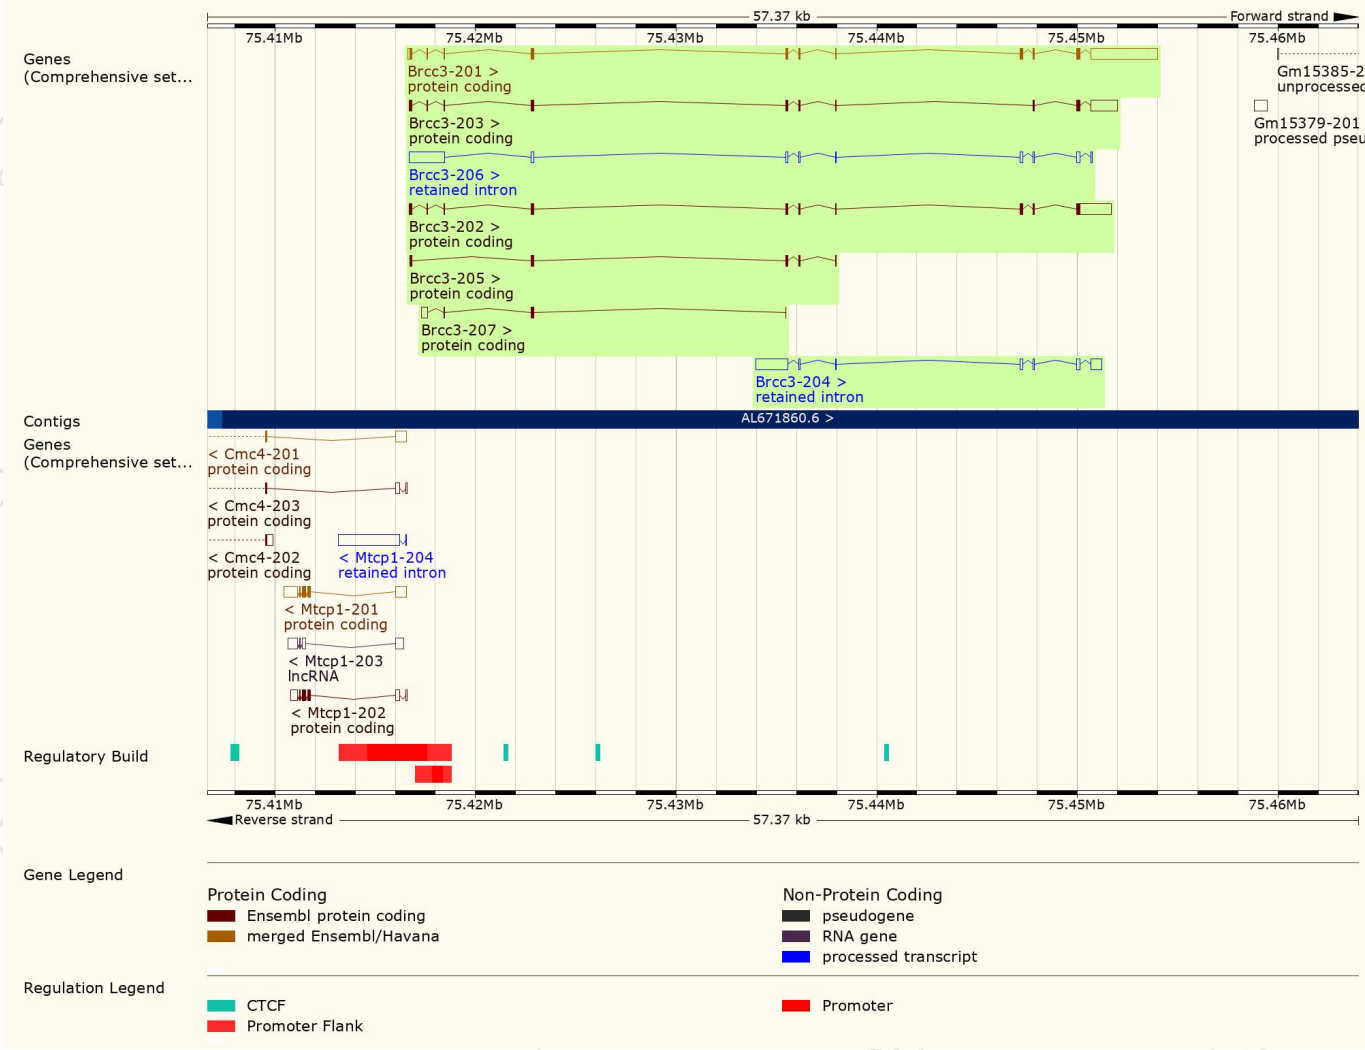 57.37 kb
Forward strand
75.41Mb 75.42Mb 75.43Mb 75.44Mb 75.45Mb 75.46Mb
Genes
(Comprehensive set...
Brcc3-201 >
protein coding
Gm15385-2
unprocessed
Brcc3-203 >
protein coding
Gm15379-201
processed pseu
Brcc3-206 >
retained intron
Brcc3-202 >
protein coding
Brcc3-205 >
protein coding
Brcc3-207 >
protein coding
Brcc3-204 >
retained intron
Contigs
AL671860.6 >
Genes
(Comprehensive set...
< Cmc4-201
protein coding
< Cmc4-203
protein coding
< Cmc4-202
protein coding
< Mtcp1-204
retained intron
< Mtcp1-201
protein coding
< Mtcp1-203
lncRNA
< Mtcp1-202
protein coding
Regulatory Build
75.41Mb 75.42Mb 75.43Mb 75.44Mb 75.45Mb 75.46Mb
Reverse strand
57.37 kb
Gene Legend
Protein Coding
Ensembl protein coding
merged Ensembl/Havana
Non-Protein Coding
pseudogene
RNA gene
processed transcript
Regulation Legend
CTCF
Promoter Flank
Promoter